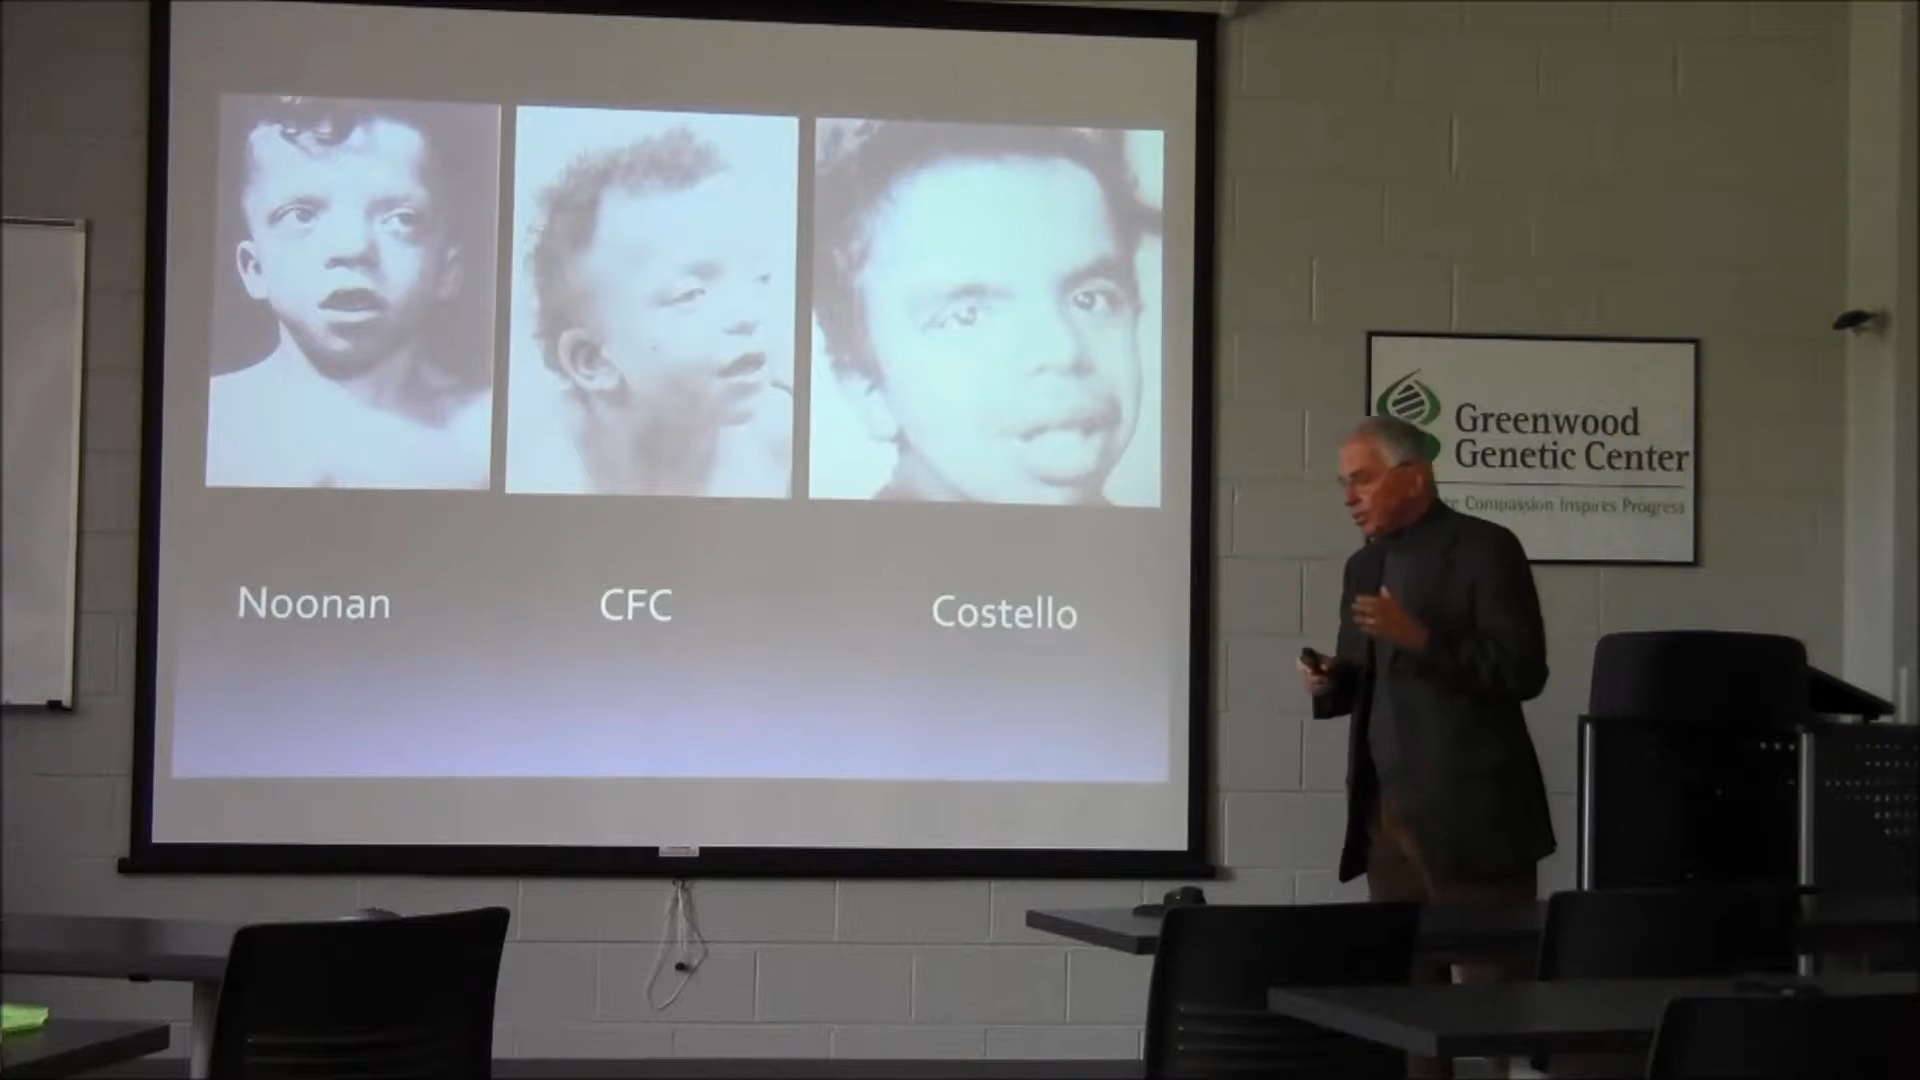 Noonan
CFC
Costello
Greenwood
Genetic Center
Compassion Inspires Progress